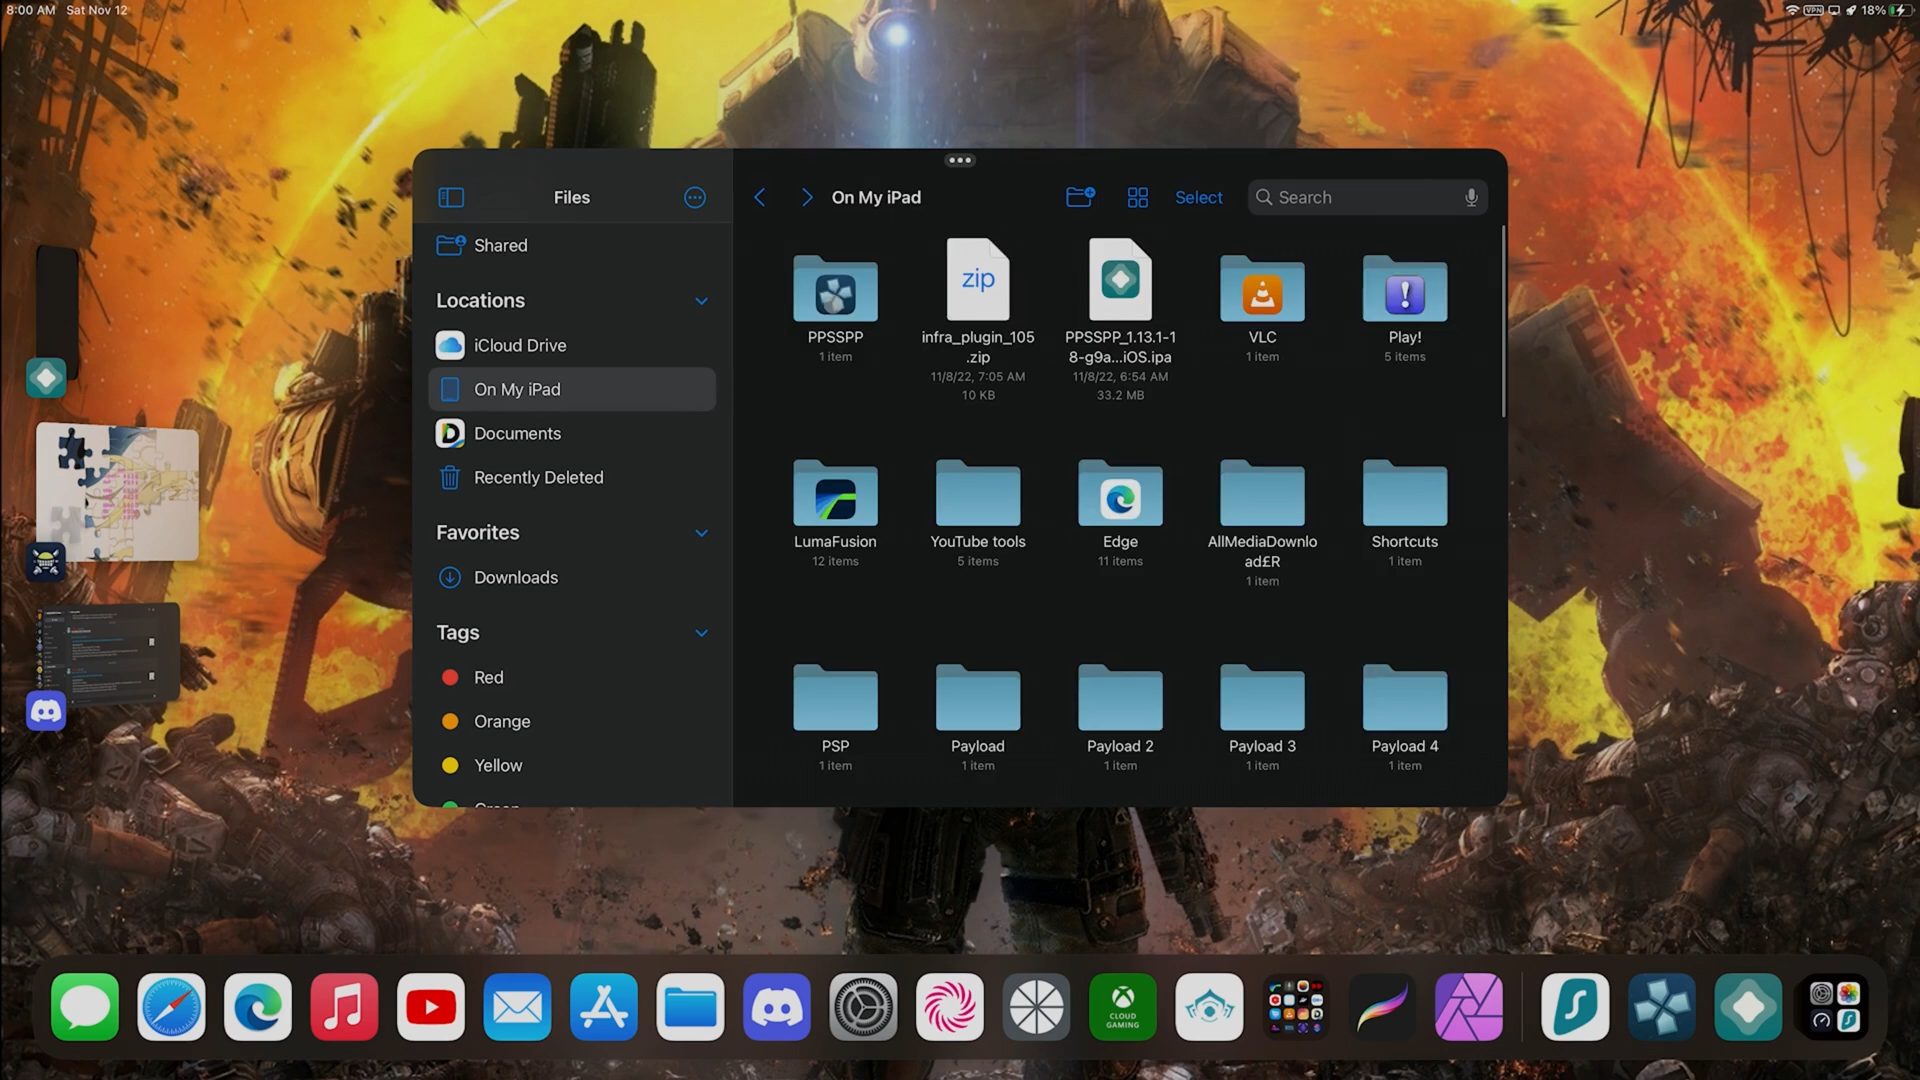 8:00 AM Sat Nov 12
VPN 18%
Files
On My iPad
Select
Search
Shared
Locations
iCloud Drive
On My iPad
Documents
Recently Deleted
Favorites
Downloads
Tags
Red
Orange
Yellow
zip
PPSSPP
1 item
infra_plugin_105
.zip
11/8/22, 7:05 AM
10 KB
PPSSPP_1.13.1-1
8-g9a...iOS.ipa
11/8/22, 6:54 AM
33.2 MB
VLC
1 item
Play!
5 items
LumaFusion
12 items
YouTube tools
5 items
Edge
11 items
AllMediaDownlo
ad£R
1 item
Shortcuts
1 item
PSP
1 item
Payload
1 item
Payload 2
1 item
Payload 3
1 item
Payload 4
1 item
CLOUD
GAMING